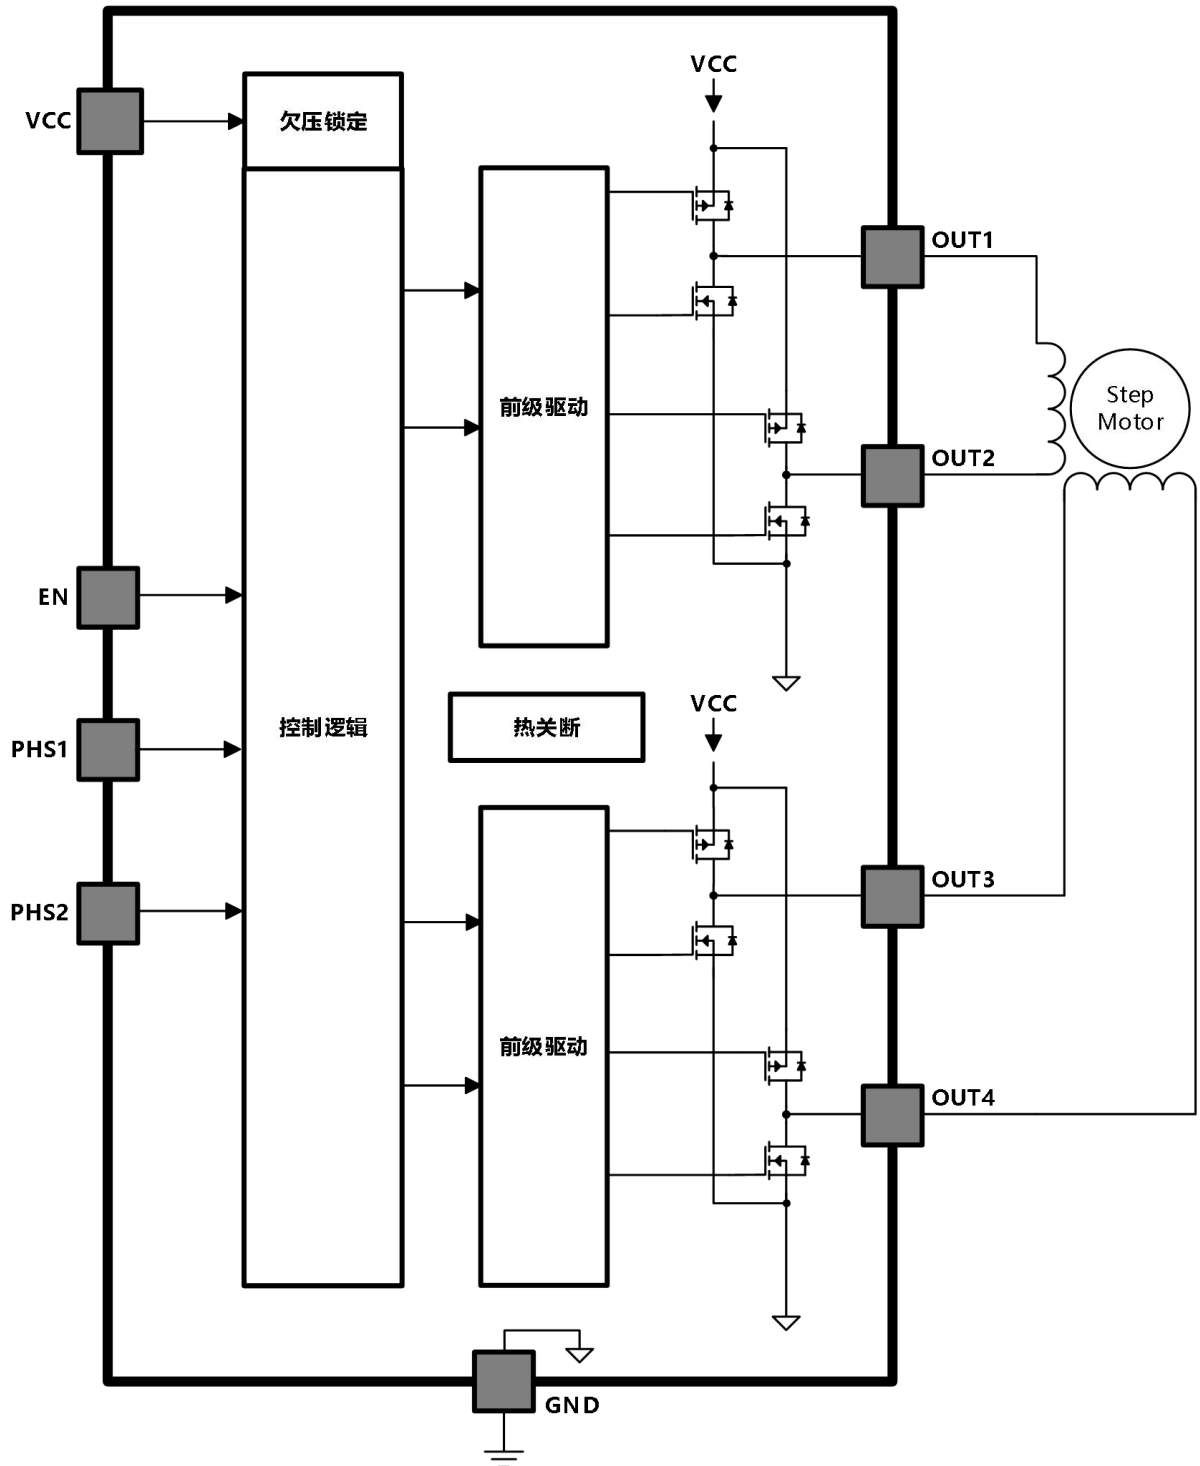 VCC
VCC
欠压锁定
OUT1
前级驱动
Step
Motor
OUT2
EN
VCC
控制逻辑
热关断
PHS1
OUT3
PHS2
前级驱动
OUT4
GND